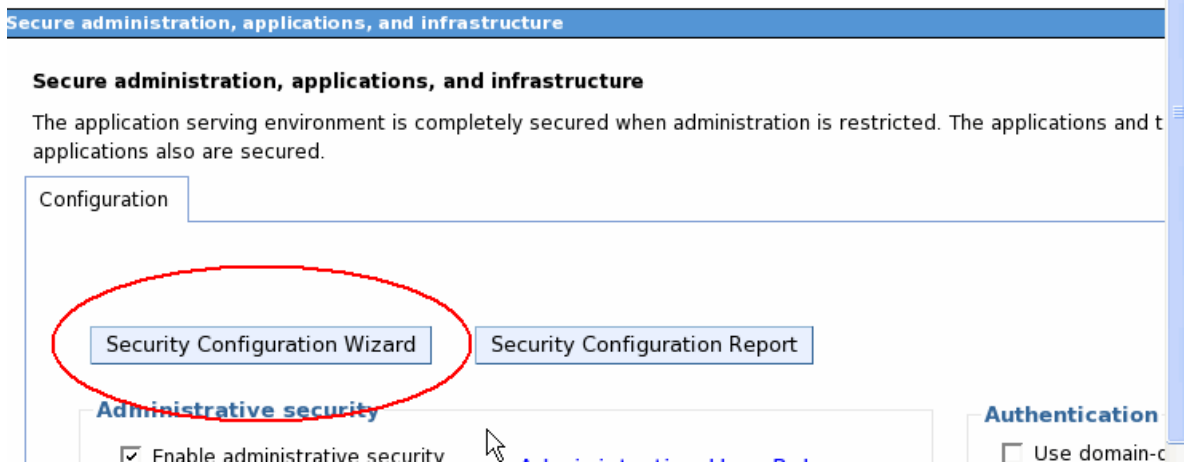 Secure administration, applications, and infrastructure
Secure administration, applications, and infrastructure
The application serving environment is completely secured when administration is restricted. The applications and t
applications also are secured.
Configuration
Security Configuration Wizard Security Configuration Report
Administrative security Authentication
Enable administrative security Use domain-